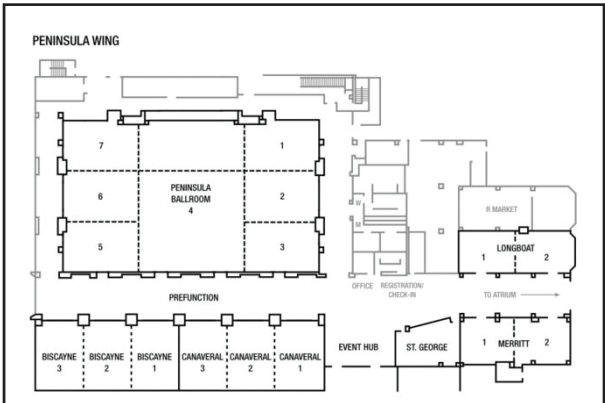 PENINSULA WING
7
1
6
PENINSULA
BALLROOM
4
2
5
3
W
M
R MARKET
LONGBOAT
1
2
OFFICE
REGISTRATION/
CHECK-IN
TO ATRIUM
PREFUNCTION
BISCAYNE
3
BISCAYNE
2
BISCAYNE
1
CANAVERAL
3
CANAVERAL
2
CANAVERAL
1
EVENT HUB
ST. GEORGE
1
MERRITT
2